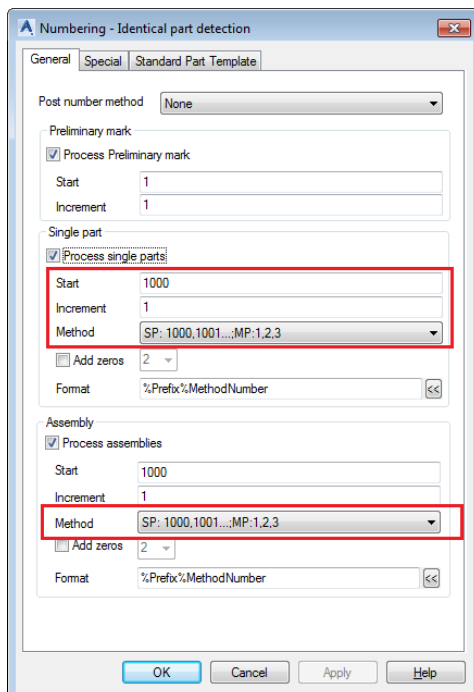 Numbering - Identical part detection
General Special Standard Part Template
Post number method None
Preliminary mark
Process Preliminary mark
Start 1
Increment 1
Single part
Process single parts
Start 1000
Increment 1
Method SP: 1000,1001...;MP:1,2,3
Add zeros 2
Format %Prefix%MethodNumber <<
Assembly
Process assemblies
Start 1000
Increment 1
Method SP: 1000,1001...;MP:1,2,3
Add zeros 2
Format %Prefix%MethodNumber <<
OK Cancel Apply Help